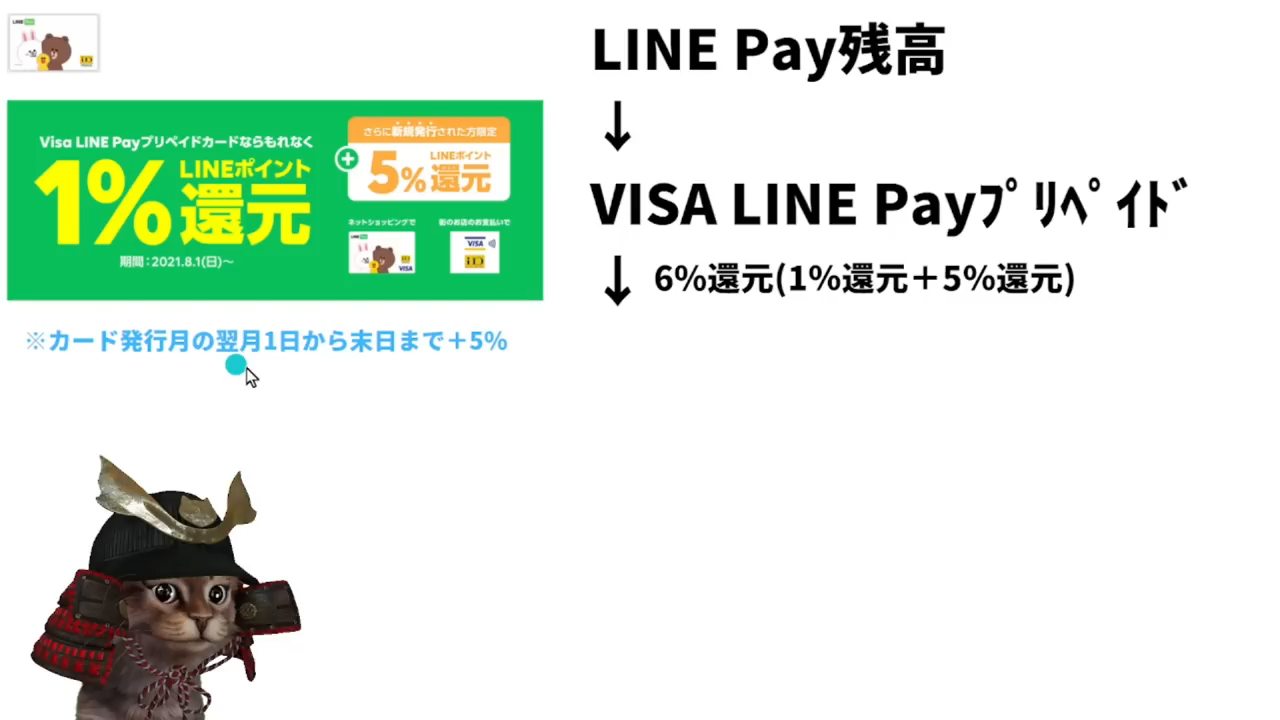 LINE Pay残高
↓
VISA LINE Payﾌﾟﾘﾍﾟｲﾄﾞ
↓ 6%還元(1%還元＋5%還元)
Visa LINE Payプリペイドカードならもれなく
1% LINEポイント
還元
期間：2021.8.1(日)～
+
さらに新規発行された方限定
5% LINEポイント
還元
ネットショッピングで
街のお店のお支払いで
VISA
VISA
iD
※カード発行月の翌月1日から末日まで＋5%